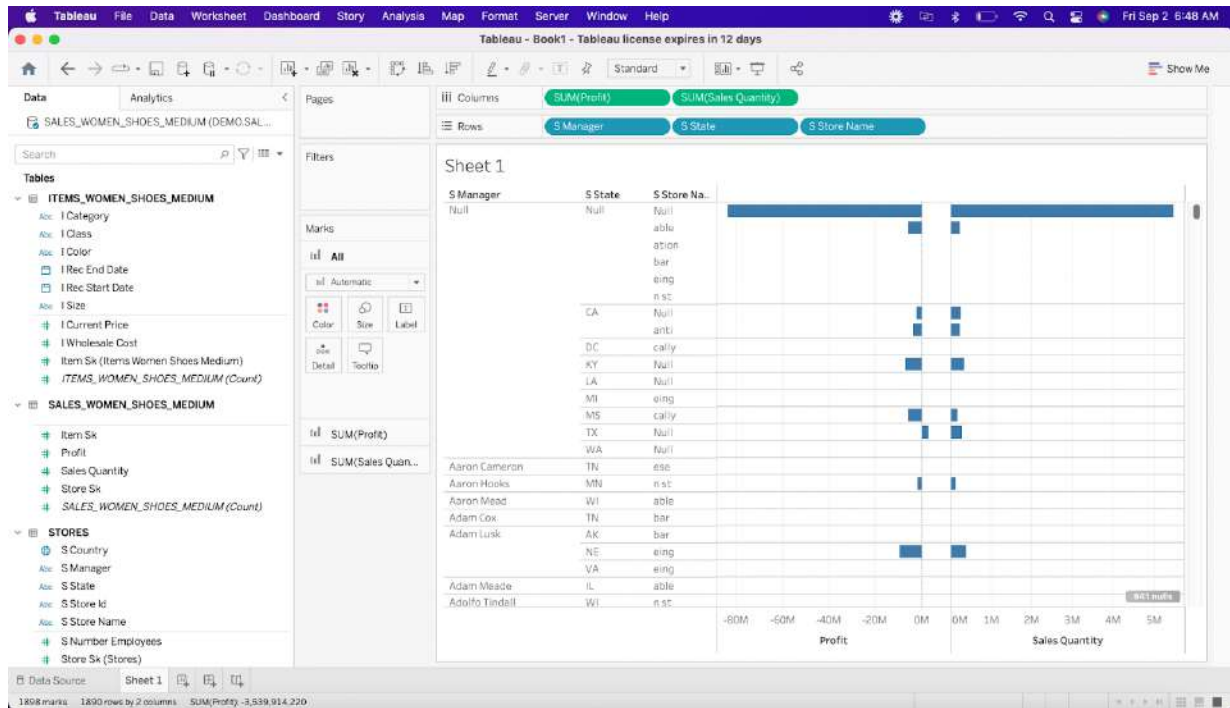 Tableau File Data Worksheet Dashboard Story Analysis Map Format Server Window Help Fri Sep 2 6:48 AM
Tableau - Book1 - Tableau license expires in 12 days
Standard Show Me
Data Analytics
SALES_WOMEN_SHOES_MEDIUM (DEMO.SAL...
Search
Tables
ITEMS_WOMEN_SHOES_MEDIUM
Abc I Category
Abc I Class
Abc I Color
I Rec End Date
I Rec Start Date
Abc I Size
# I Current Price
# I Wholesale Cost
# Item Sk (Items Women Shoes Medium)
# ITEMS_WOMEN_SHOES_MEDIUM (Count)
SALES_WOMEN_SHOES_MEDIUM
# Item Sk
# Profit
# Sales Quantity
# Store Sk
# SALES_WOMEN_SHOES_MEDIUM (Count)
STORES
S Country
Abc S Manager
Abc S State
Abc S Store Id
Abc S Store Name
# S Number Employees
# Store Sk (Stores)
Pages
Filters
Marks
All
Automatic
Color Size Label
Detail Tooltip
SUM(Profit)
SUM(Sales Quan...
Columns SUM(Profit) SUM(Sales Quantity)
Rows S Manager S State S Store Name
Sheet 1
S Manager S State S Store Na..
Null Null Null
able
ation
bar
eing
n st
CA Null
anti
DC cally
KY Null
LA Null
MI eing
MS cally
TX Null
WA Null
Aaron Cameron TN ese
Aaron Hooks MN n st
Aaron Mead WI able
Adam Cox TN bar
Adam Lusk AK bar
NE eing
VA eing
Adam Meade IL able
Adolfo Tindall WI n st
841 nulls
-80M -60M -40M -20M 0M 0M 1M 2M 3M 4M 5M
Profit Sales Quantity
Data Source Sheet 1
1898 marks 1890 rows by 2 columns SUM(Profit): -3,539,914,220